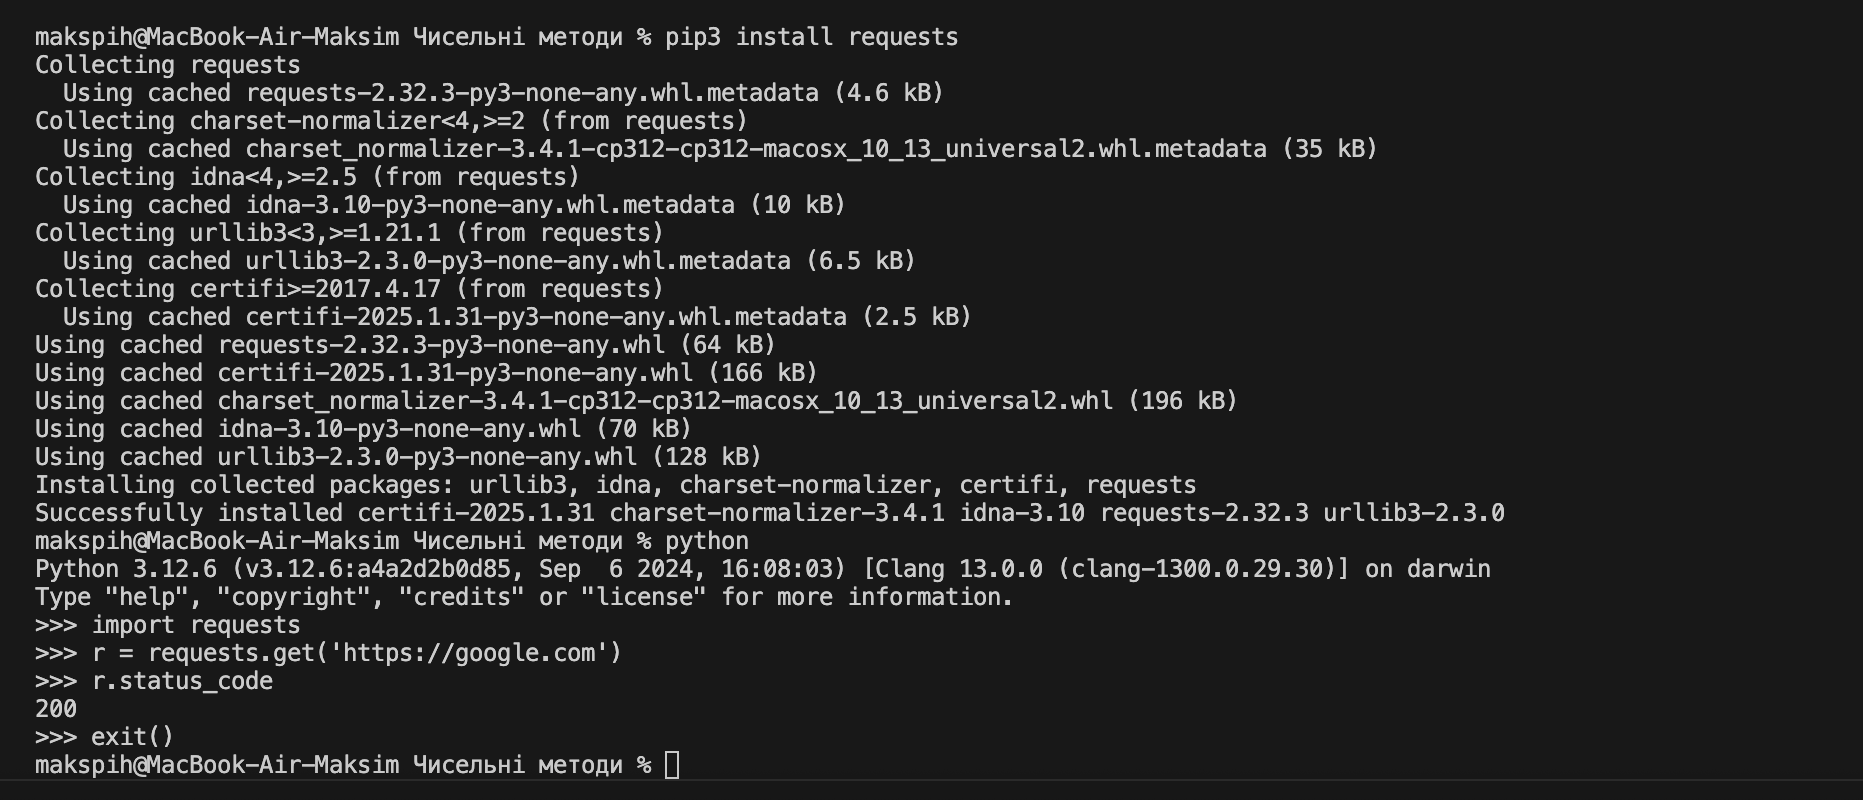 makspih@MacBook-Air-Maksim Чисельні методи % pip3 install requests
Collecting requests
  Using cached requests-2.32.3-py3-none-any.whl.metadata (4.6 kB)
Collecting charset-normalizer<4,>=2 (from requests)
  Using cached charset_normalizer-3.4.1-cp312-cp312-macosx_10_13_universal2.whl.metadata (35 kB)
Collecting idna<4,>=2.5 (from requests)
  Using cached idna-3.10-py3-none-any.whl.metadata (10 kB)
Collecting urllib3<3,>=1.21.1 (from requests)
  Using cached urllib3-2.3.0-py3-none-any.whl.metadata (6.5 kB)
Collecting certifi>=2017.4.17 (from requests)
  Using cached certifi-2025.1.31-py3-none-any.whl.metadata (2.5 kB)
Using cached requests-2.32.3-py3-none-any.whl (64 kB)
Using cached certifi-2025.1.31-py3-none-any.whl (166 kB)
Using cached charset_normalizer-3.4.1-cp312-cp312-macosx_10_13_universal2.whl (196 kB)
Using cached idna-3.10-py3-none-any.whl (70 kB)
Using cached urllib3-2.3.0-py3-none-any.whl (128 kB)
Installing collected packages: urllib3, idna, charset-normalizer, certifi, requests
Successfully installed certifi-2025.1.31 charset-normalizer-3.4.1 idna-3.10 requests-2.32.3 urllib3-2.3.0
makspih@MacBook-Air-Maksim Чисельні методи % python
Python 3.12.6 (v3.12.6:a4a2d2b0d85, Sep  6 2024, 16:08:03) [Clang 13.0.0 (clang-1300.0.29.30)] on darwin
Type "help", "copyright", "credits" or "license" for more information.
>>> import requests
>>> r = requests.get('https://google.com')
>>> r.status_code
200
>>> exit()
makspih@MacBook-Air-Maksim Чисельні методи %